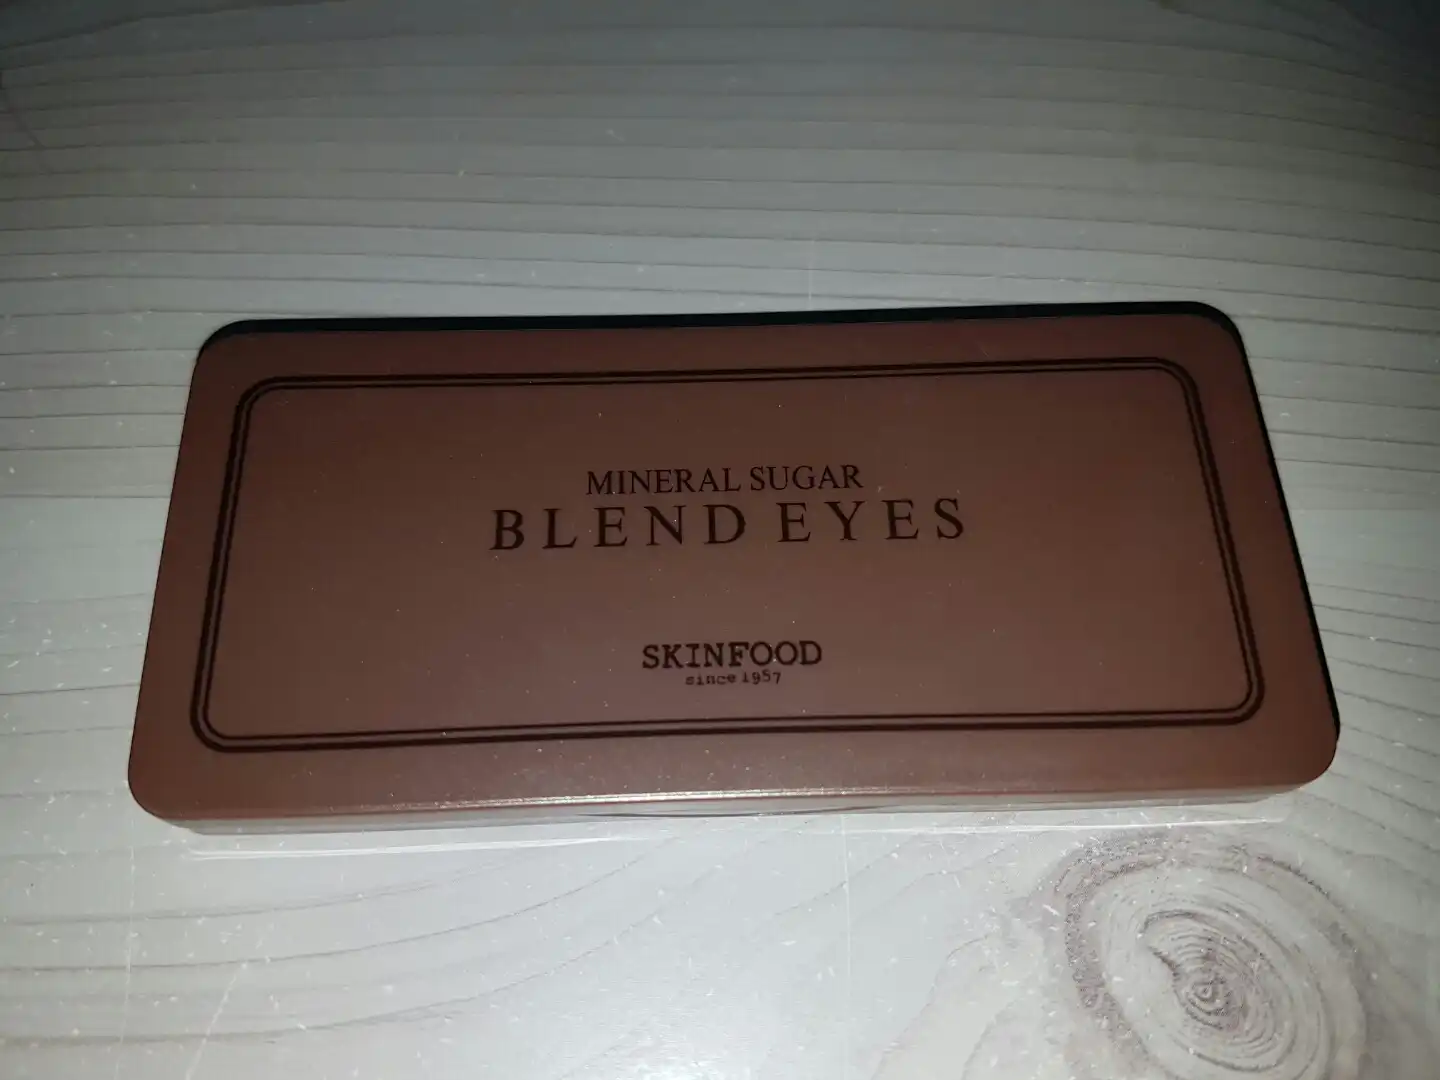 MINERAL SUGAR
BLEND EYES
SKINFOOD
since 1957